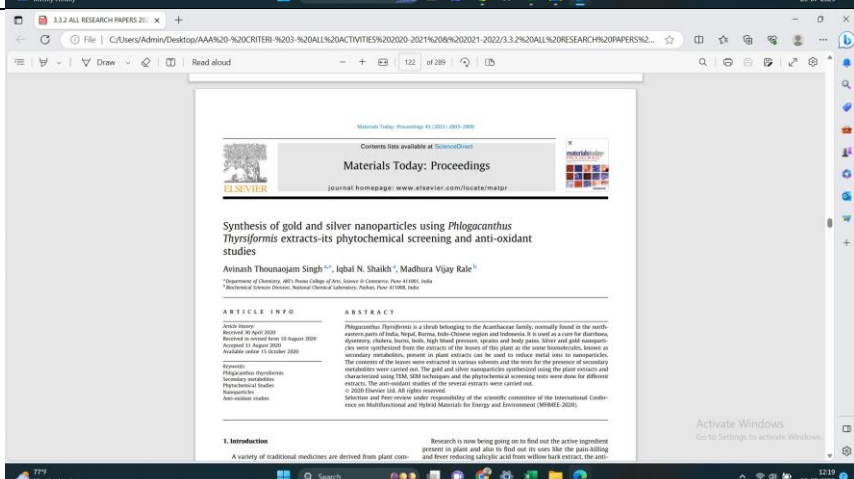 3.3.2 ALL RESEARCH PAPERS 202
File C:/Users/Admin/Desktop/AAA%20-%20CRITERI-%203-%20ALL%20ACTIVITIES%202020-2021%20&%202021-2022/3.3.2%20ALL%20RESEARCH%20PAPERS%2...
Draw Read aloud 122 of 289
Materials Today: Proceedings 43 (2021)
Contents lists available at ScienceDirect
Materials Today: Proceedings
journal homepage: www.elsevier.com/locate/matpr
ELSEVIER
materialstoday
Synthesis of gold and silver nanoparticles using Phlogacanthus
Thyrsiformis extracts-its phytochemical screening and anti-oxidant
studies
Avinash Thounaojam Singh a,*, Iqbal N. Shaikh a, Madhura Vijay Rale b
a Department of Chemistry, AKI's Poona College of Arts, Science & Commerce, Pune 411001, India
b Biochemical Sciences Division, National Chemical Laboratory, Pashan, Pune 411008, India
ARTICLE INFO
Article history:
Received 30 April 2020
Received in revised form 10 August 2020
Accepted 11 August 2020
Available online 15 October 2020
Keywords:
Phlogacanthus thyrsiformis
Secondary metabolites
Phytochemical Studies
Nanoparticles
Anti-oxidant studies
ABSTRACT
Phlogacanthus Thyrsiformis is a shrub belonging to the Acanthaceae family, normally found in the north-
eastern parts of India, Nepal, Burma, Indo-Chinese region and Indonesia. It is used as a cure for diarrhoea,
dysentery, cholera, burns, boils, high blood pressure, sprains and body pains. Silver and gold nanoparti-
cles were synthesized from the extracts of the leaves of this plant as the some biomolecules, known as
secondary metabolites, present in plant extracts can be used to reduce metal ions to nanoparticles.
The contents of the leaves were extracted in various solvents and the tests for the presence of secondary
metabolites were carried out. The gold and silver nanoparticles synthesized using the plant extracts and
characterized using TEM, SEM techniques and the phytochemical screening tests were done for different
extracts. The anti-oxidant studies of the several extracts were carried out.
© 2020 Elsevier Ltd. All rights reserved.
Selection and Peer-review under responsibility of the scientific committee of the International Confer-
ence on Multifunctional and Hybrid Materials for Energy and Environment (MHMEE-2020).
1. Introduction
A variety of traditional medicines are derived from plant com-
Research is now being going on to find out the active ingredient
present in plant and also to find out its uses like the pain-killing
and fever reducing salicylic acid from willow bark extract, the anti-
Activate Windows
Go to Settings to activate Windows.
77°F
Search
12:19